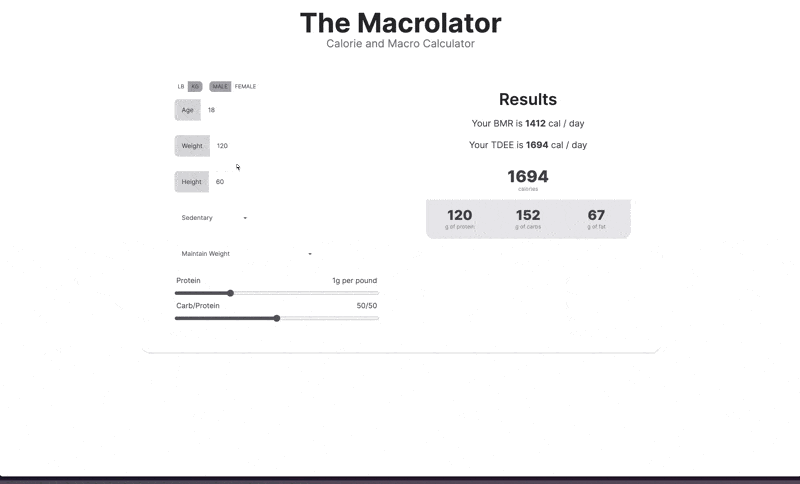 The Macrolator
Calorie and Macro Calculator
LB KG MALE FEMALE
Age 18
Weight 120
Height 60
Sedentary
Maintain Weight
Protein 1g per pound
Carb/Protein 50/50
Results
Your BMR is 1412 cal / day
Your TDEE is 1694 cal / day
1694
calories
120 152 67
g of protein g of carbs g of fat